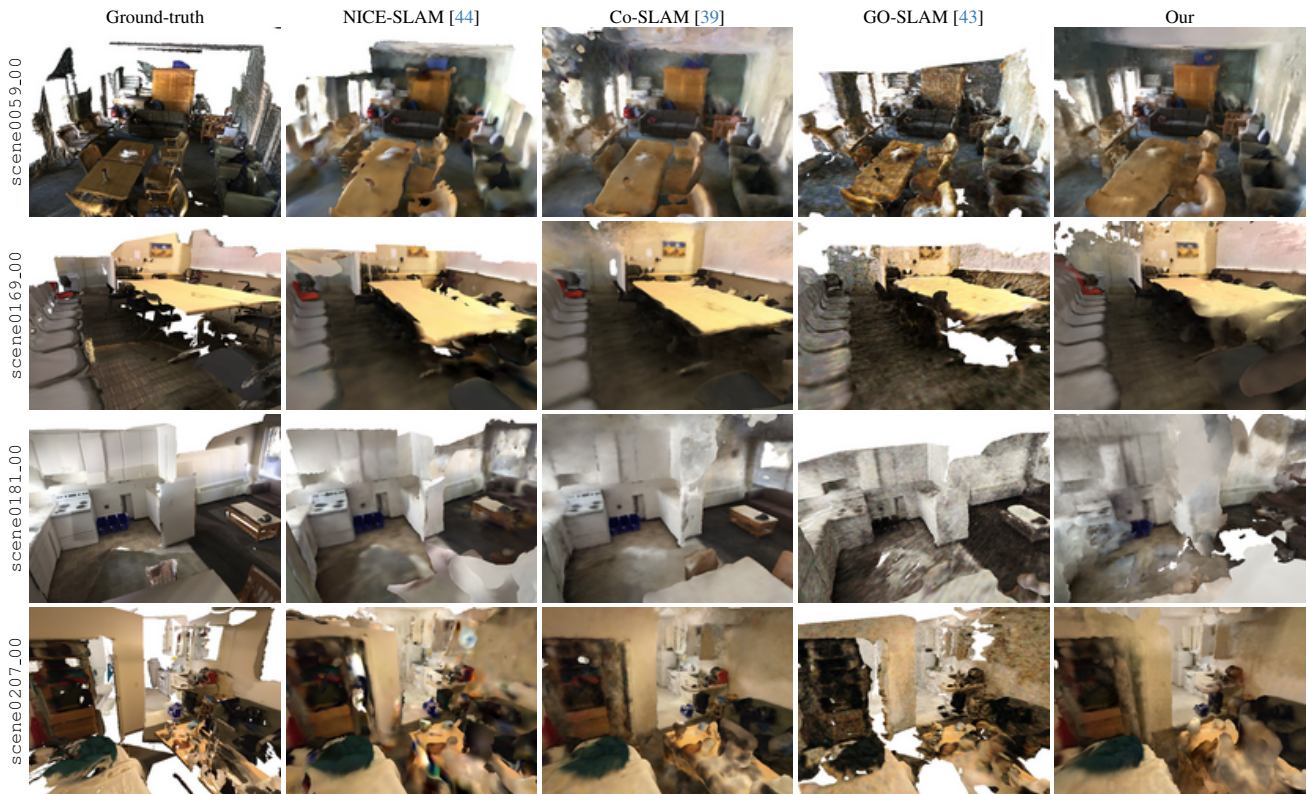 Ground-truth NICE-SLAM [44] Co-SLAM [39] GO-SLAM [43] Our
scene0059_00
scene0169_00
scene0181_00
scene0207_00